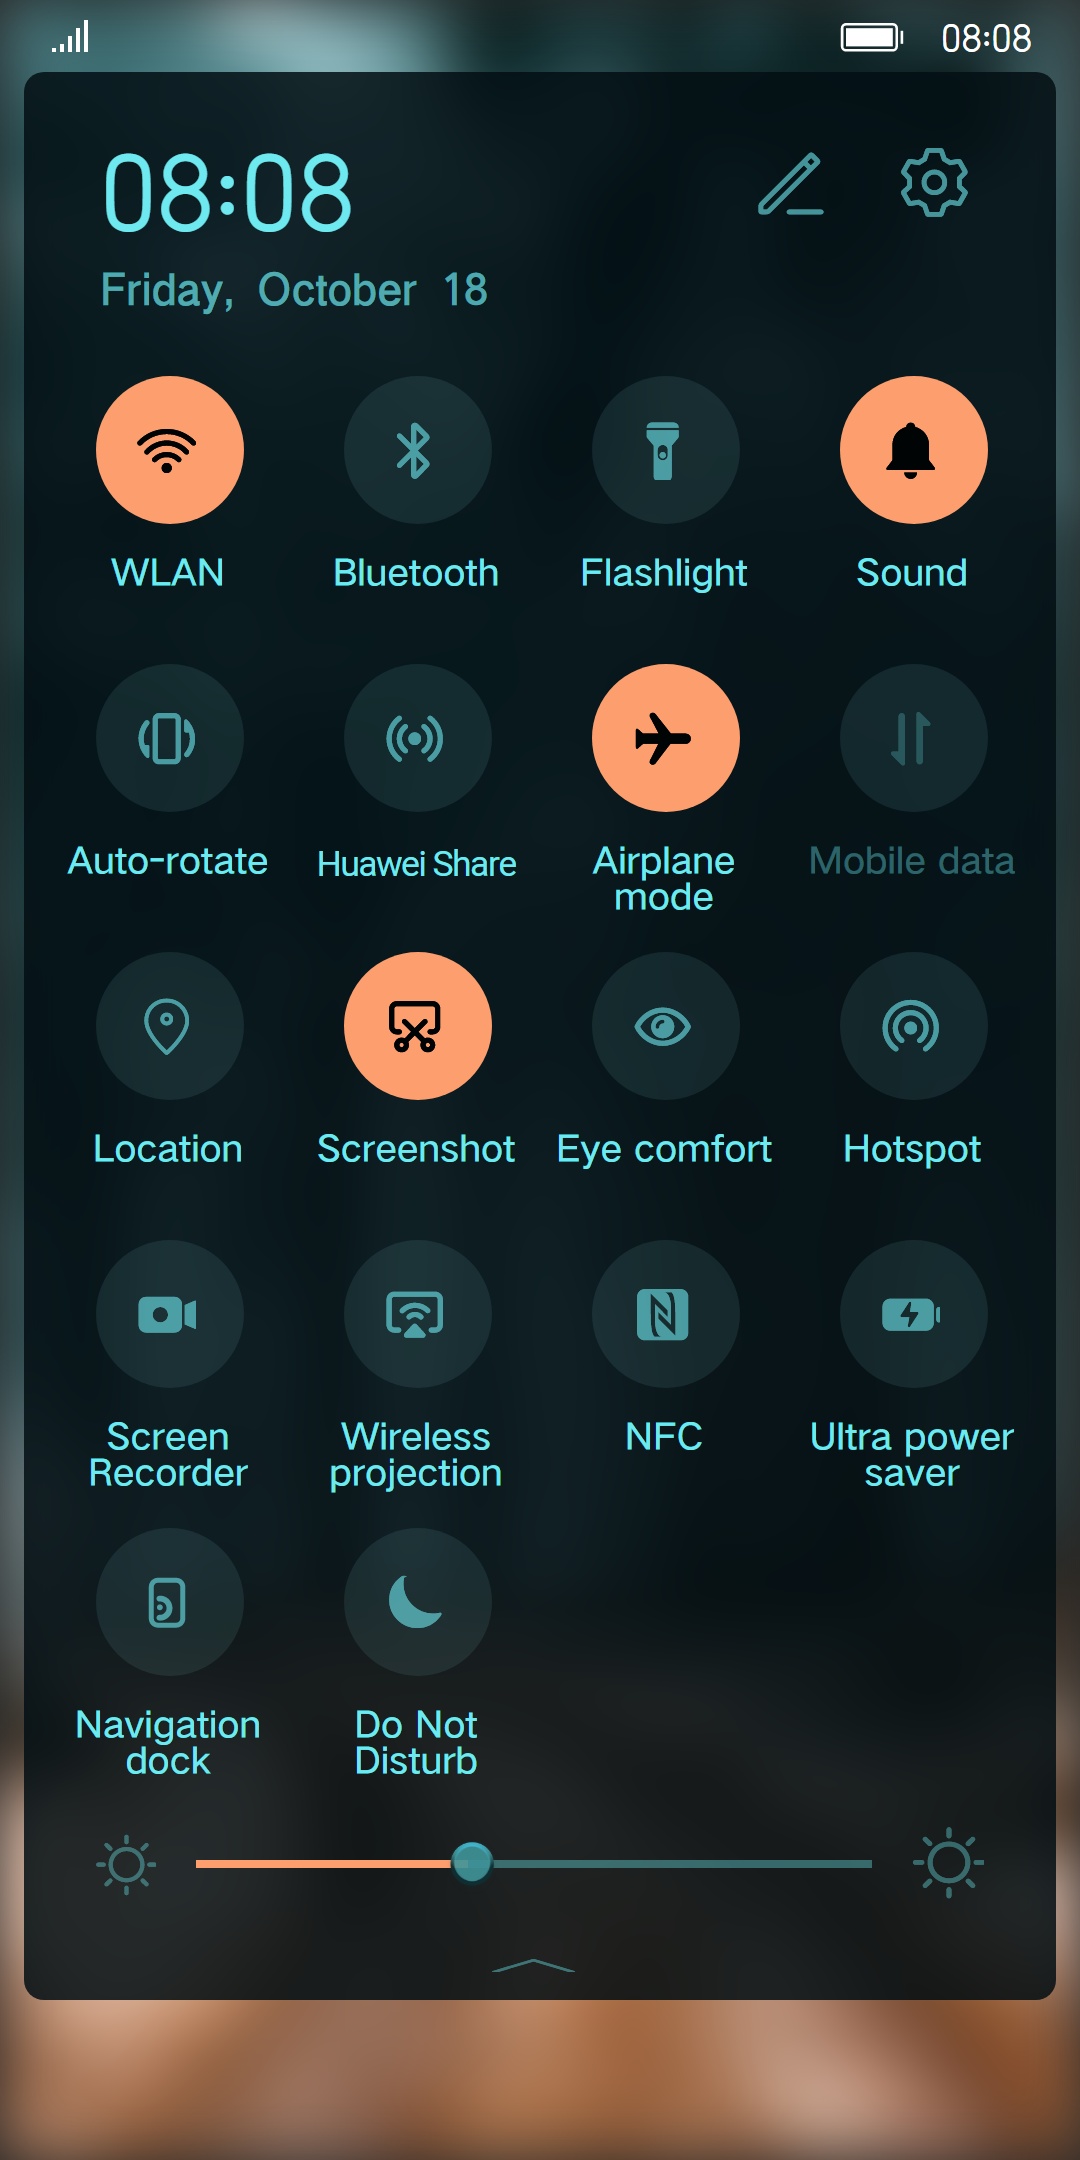 08:08
08:08
Friday, October 18
WLAN
Bluetooth
Flashlight
Sound
Auto-rotate
Huawei Share
Airplane
mode
Mobile data
Location
Screenshot
Eye comfort
Hotspot
Screen
Recorder
Wireless
projection
NFC
Ultra power
saver
Navigation
dock
Do Not
Disturb